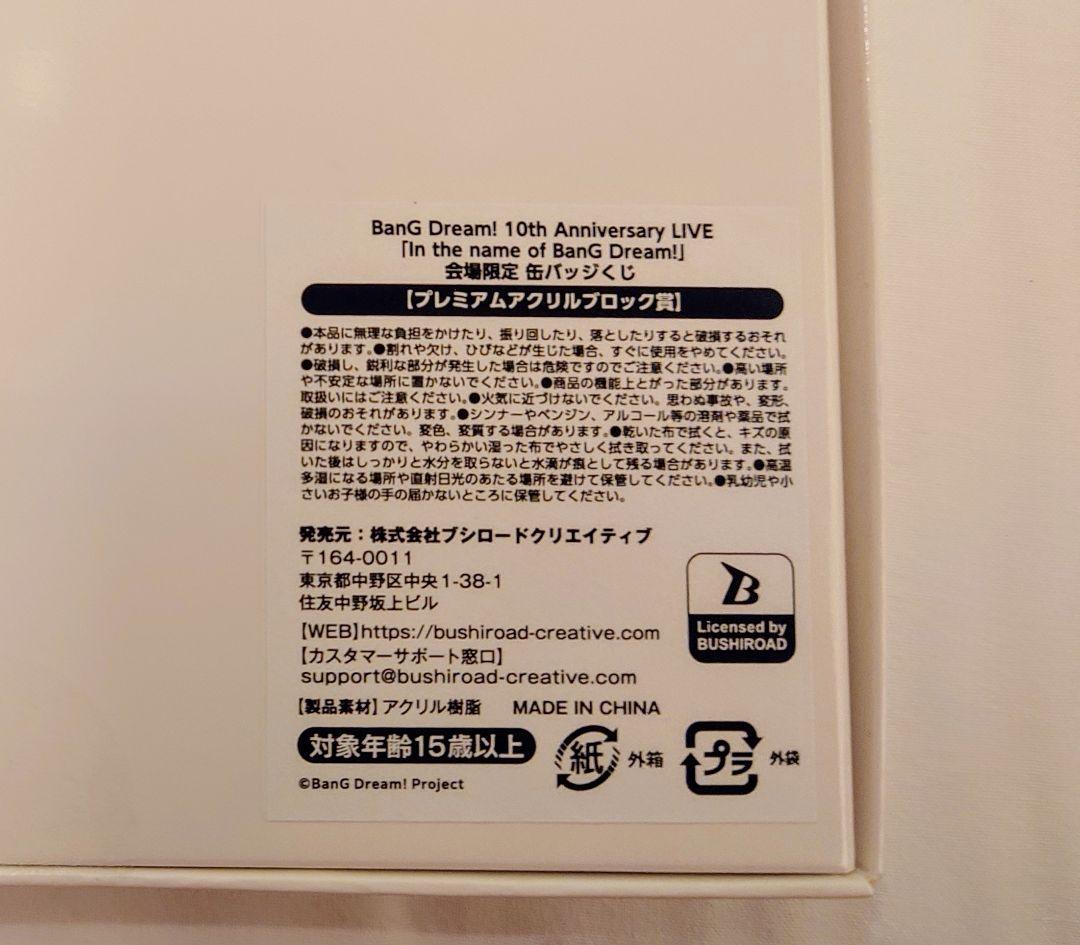 BanG Dream! 10th Anniversary LIVE
「In the name of BanG Dream!」
会場限定 缶バッジくじ
【プレミアムアクリルブロック賞】
●本品に無理な負担をかけたり、振り回したり、落としたりすると破損するおそれ
があります。●割れや欠け、ひびなどが生じた場合、すぐに使用をやめてください。
●破損し、鋭利な部分が発生した場合は危険ですのでご注意ください。●高い場所
や不安定な場所に置かないでください。●商品の機能上とがった部分があります。
取扱いにはご注意ください。●火気に近づけないでください。思わぬ事故や、変形、
破損のおそれがあります。●シンナーやベンジン、アルコール等の溶剤や薬品で拭
かないでください。変色、変質する場合があります。●乾いた布で拭くと、キズの原
因になりますので、やわらかい湿った布でやさしく拭き取ってください。また、拭
いた後はしっかりと水分を取らないと水滴が痕として残る場合があります。●高温
多湿になる場所や直射日光のあたる場所を避けて保管してください。●乳幼児や小
さいお子様の手の届かないところに保管してください。
発売元：株式会社ブシロードクリエイティブ
〒164-0011
東京都中野区中央1-38-1
住友中野坂上ビル
【WEB】https://bushiroad-creative.com
【カスタマーサポート窓口】
support@bushiroad-creative.com
B
Licensed by
BUSHIROAD
【製品素材】アクリル樹脂 MADE IN CHINA
対象年齢15歳以上
紙 外箱 プラ 外袋
©BanG Dream! Project